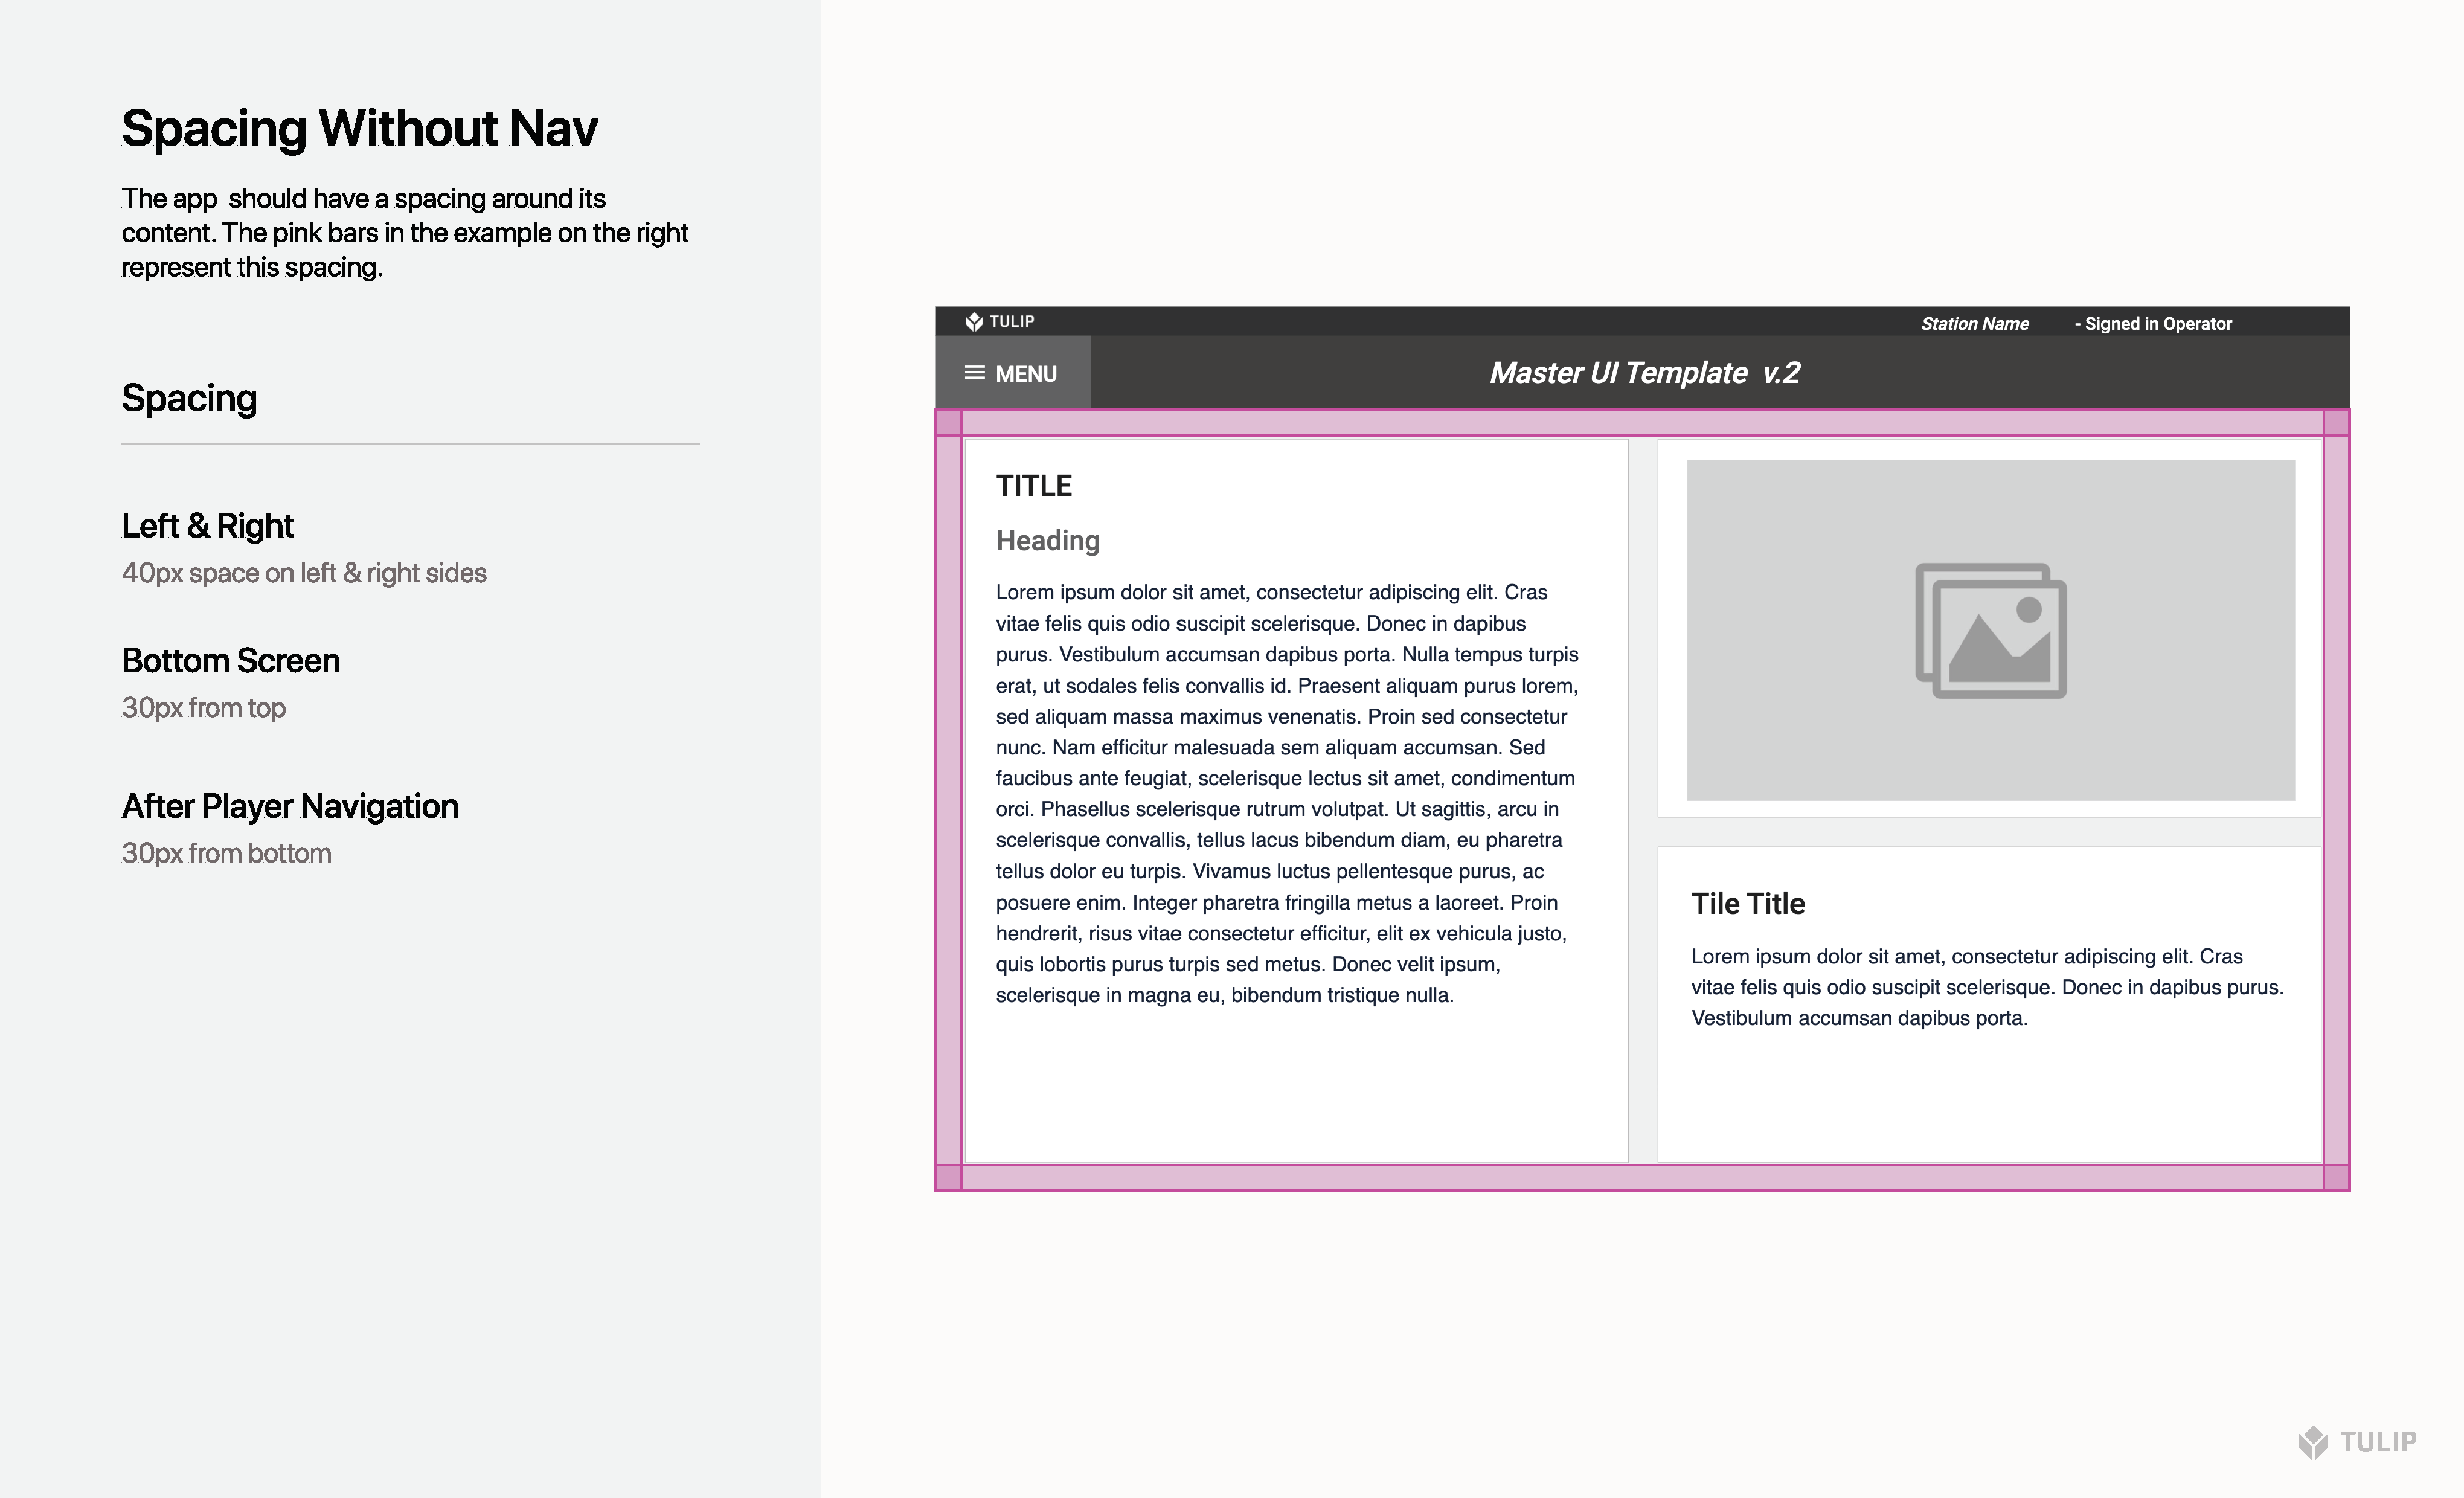 Spacing Without Nav
The app  should have a spacing around its
content. The pink bars in the example on the right
represent this spacing.
Spacing
Left & Right
40px space on left & right sides
Bottom Screen
30px from top
After Player Navigation
30px from bottom
TULIP
Station Name - Signed in Operator
MENU
Master UI Template  v.2
TITLE
Heading
Lorem ipsum dolor sit amet, consectetur adipiscing elit. Cras
vitae felis quis odio suscipit scelerisque. Donec in dapibus
purus. Vestibulum accumsan dapibus porta. Nulla tempus turpis
erat, ut sodales felis convallis id. Praesent aliquam purus lorem,
sed aliquam massa maximus venenatis. Proin sed consectetur
nunc. Nam efficitur malesuada sem aliquam accumsan. Sed
faucibus ante feugiat, scelerisque lectus sit amet, condimentum
orci. Phasellus scelerisque rutrum volutpat. Ut sagittis, arcu in
scelerisque convallis, tellus lacus bibendum diam, eu pharetra
tellus dolor eu turpis. Vivamus luctus pellentesque purus, ac
posuere enim. Integer pharetra fringilla metus a laoreet. Proin
hendrerit, risus vitae consectetur efficitur, elit ex vehicula justo,
quis lobortis purus turpis sed metus. Donec velit ipsum,
scelerisque in magna eu, bibendum tristique nulla.
Tile Title
Lorem ipsum dolor sit amet, consectetur adipiscing elit. Cras
vitae felis quis odio suscipit scelerisque. Donec in dapibus purus.
Vestibulum accumsan dapibus porta.
TULIP